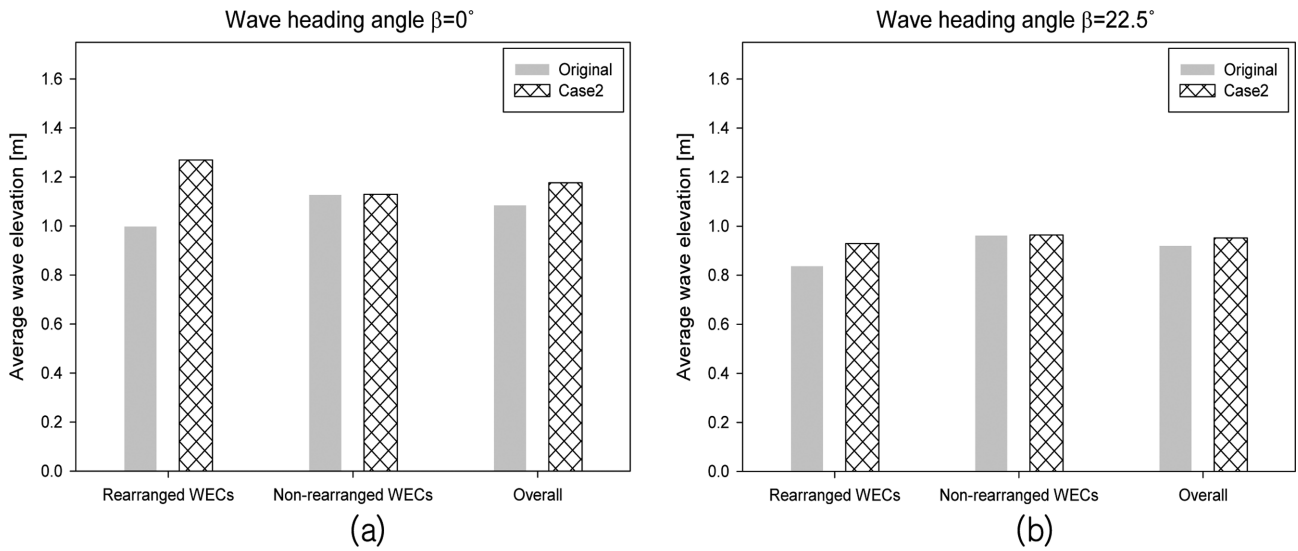 Wave heading angle β=0˚
Average wave elevation [m]
1.6
1.4
1.2
1.0
0.8
0.6
0.4
0.2
0.0
Original
Case2
Rearranged WECs
Non-rearranged WECs
Overall
(a)
Wave heading angle β=22.5˚
Average wave elevation [m]
1.6
1.4
1.2
1.0
0.8
0.6
0.4
0.2
0.0
Original
Case2
Rearranged WECs
Non-rearranged WECs
Overall
(b)